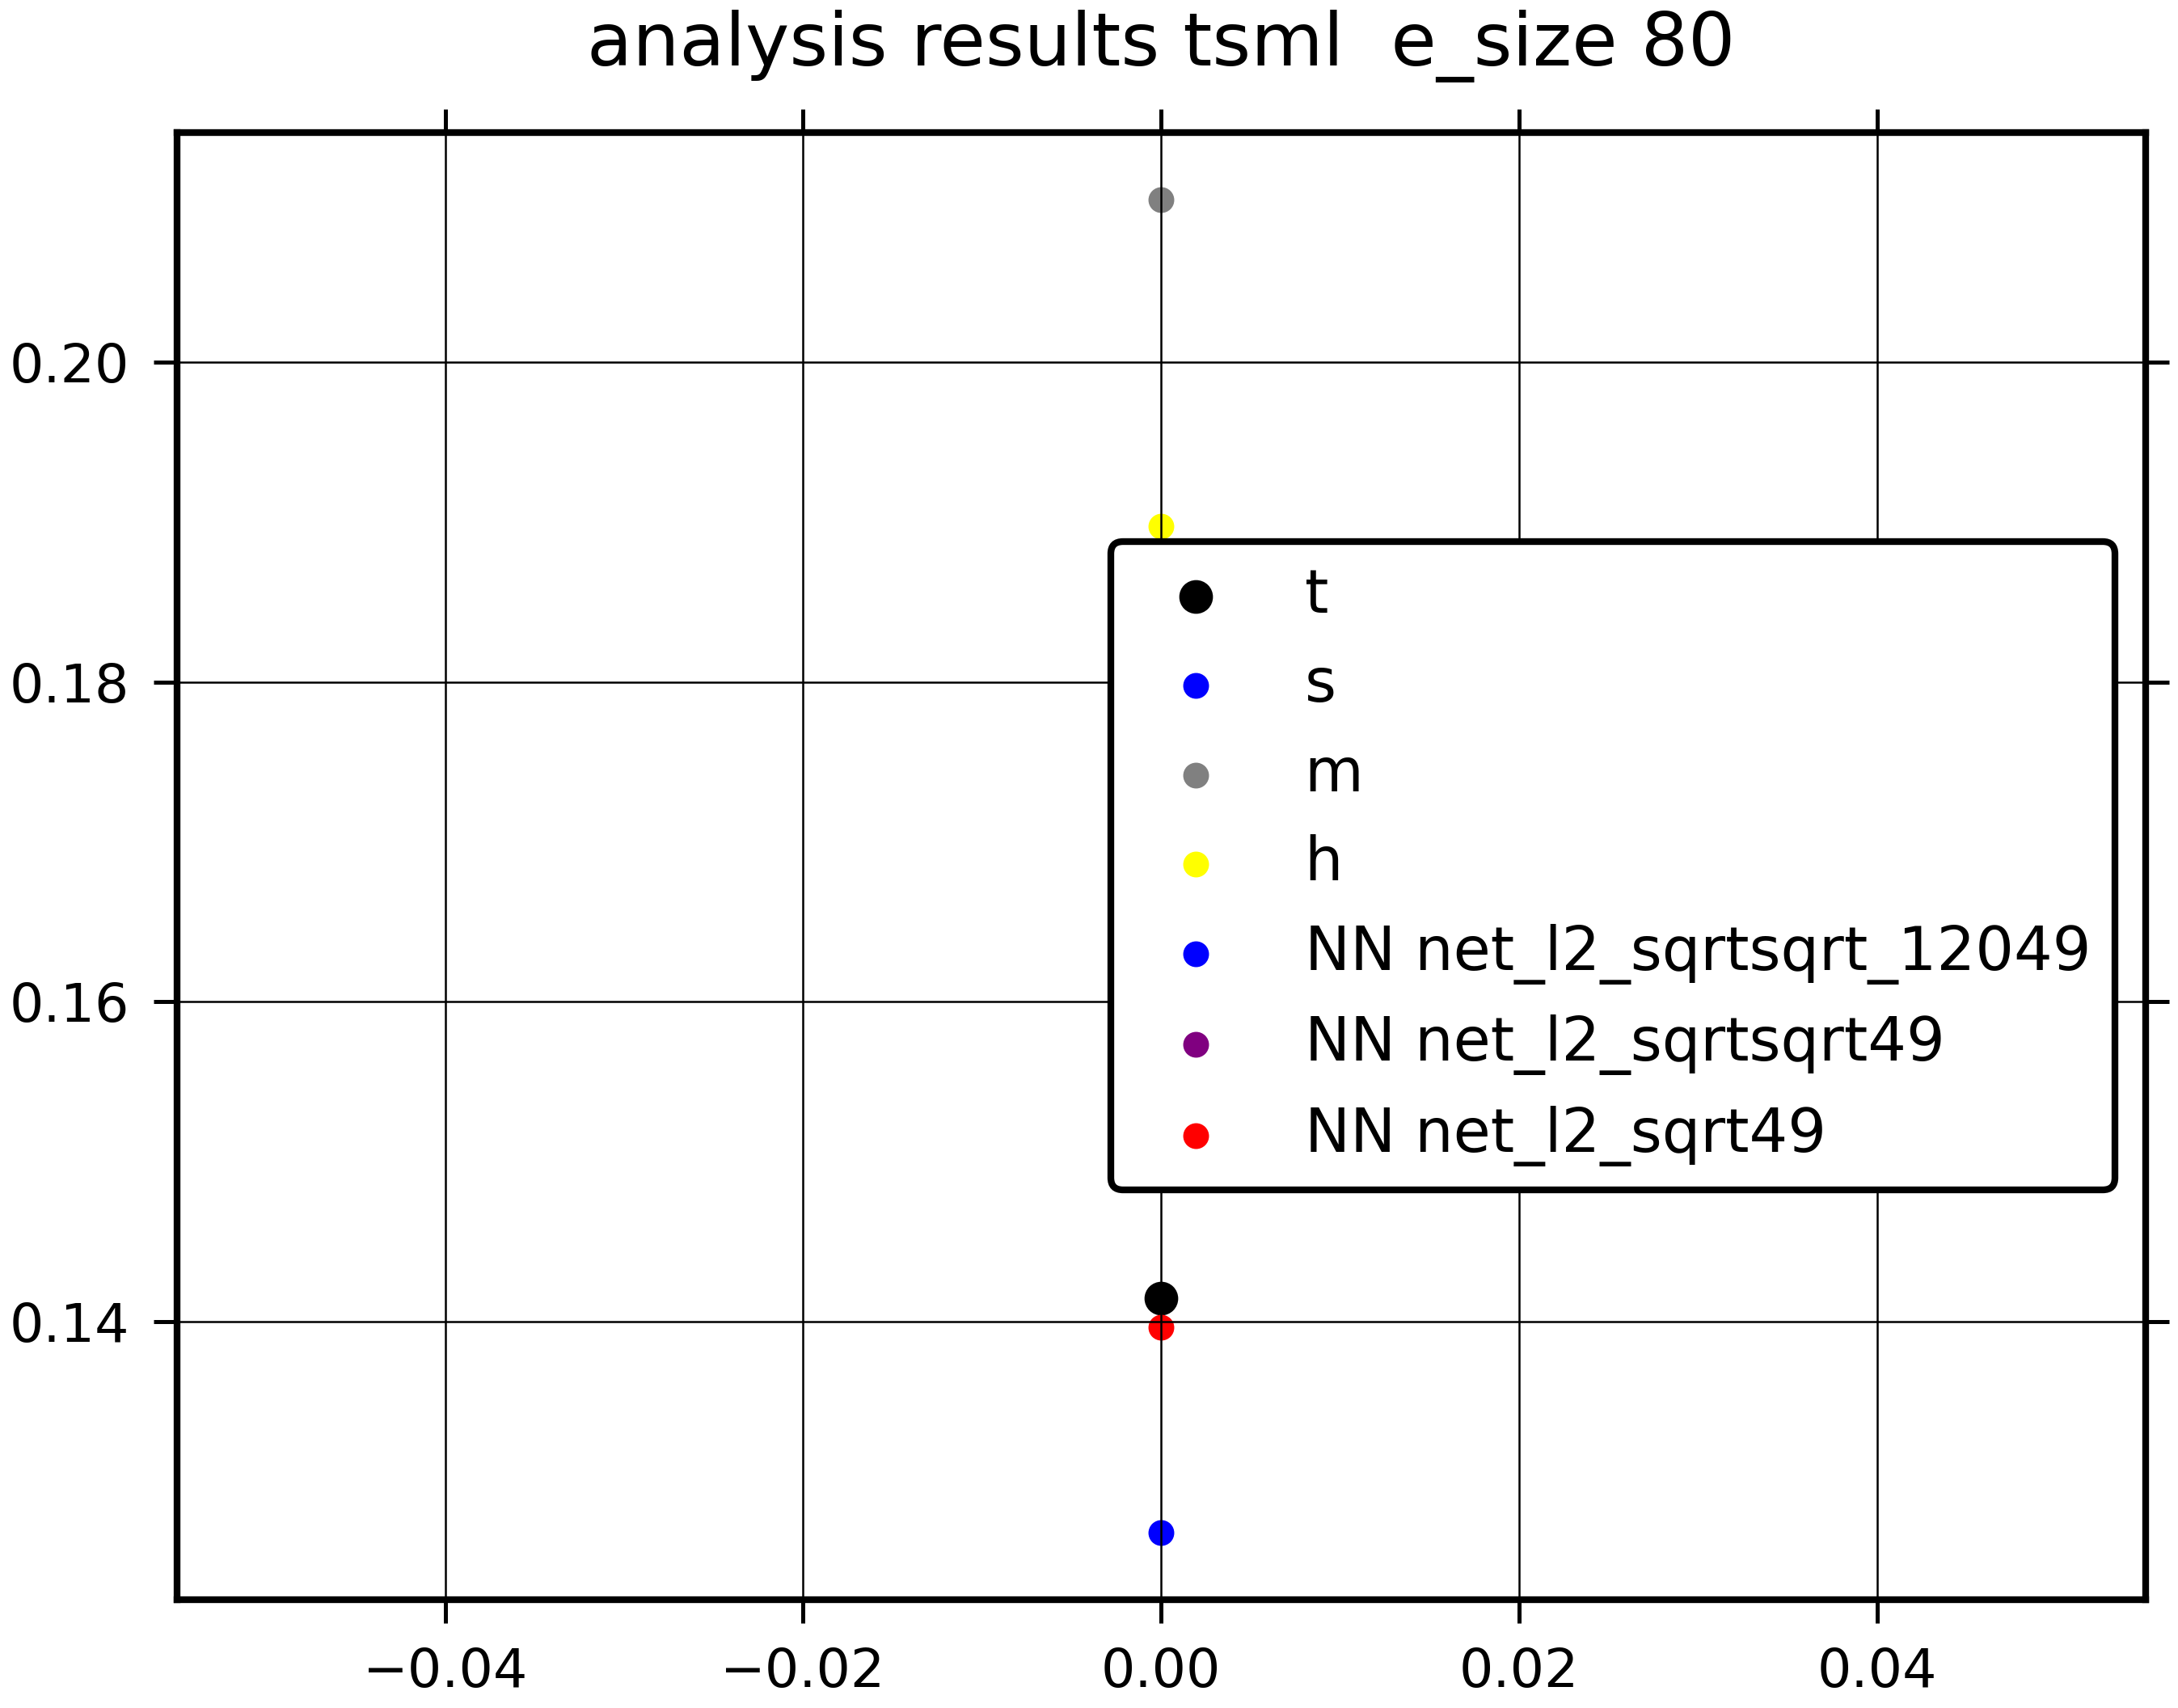 analysis results tsml  e_size 80
0.20
0.18
0.16
0.14
t
s
m
h
NN net_l2_sqrtsqrt_12049
NN net_l2_sqrtsqrt49
NN net_l2_sqrt49
−0.04
−0.02
0.00
0.02
0.04